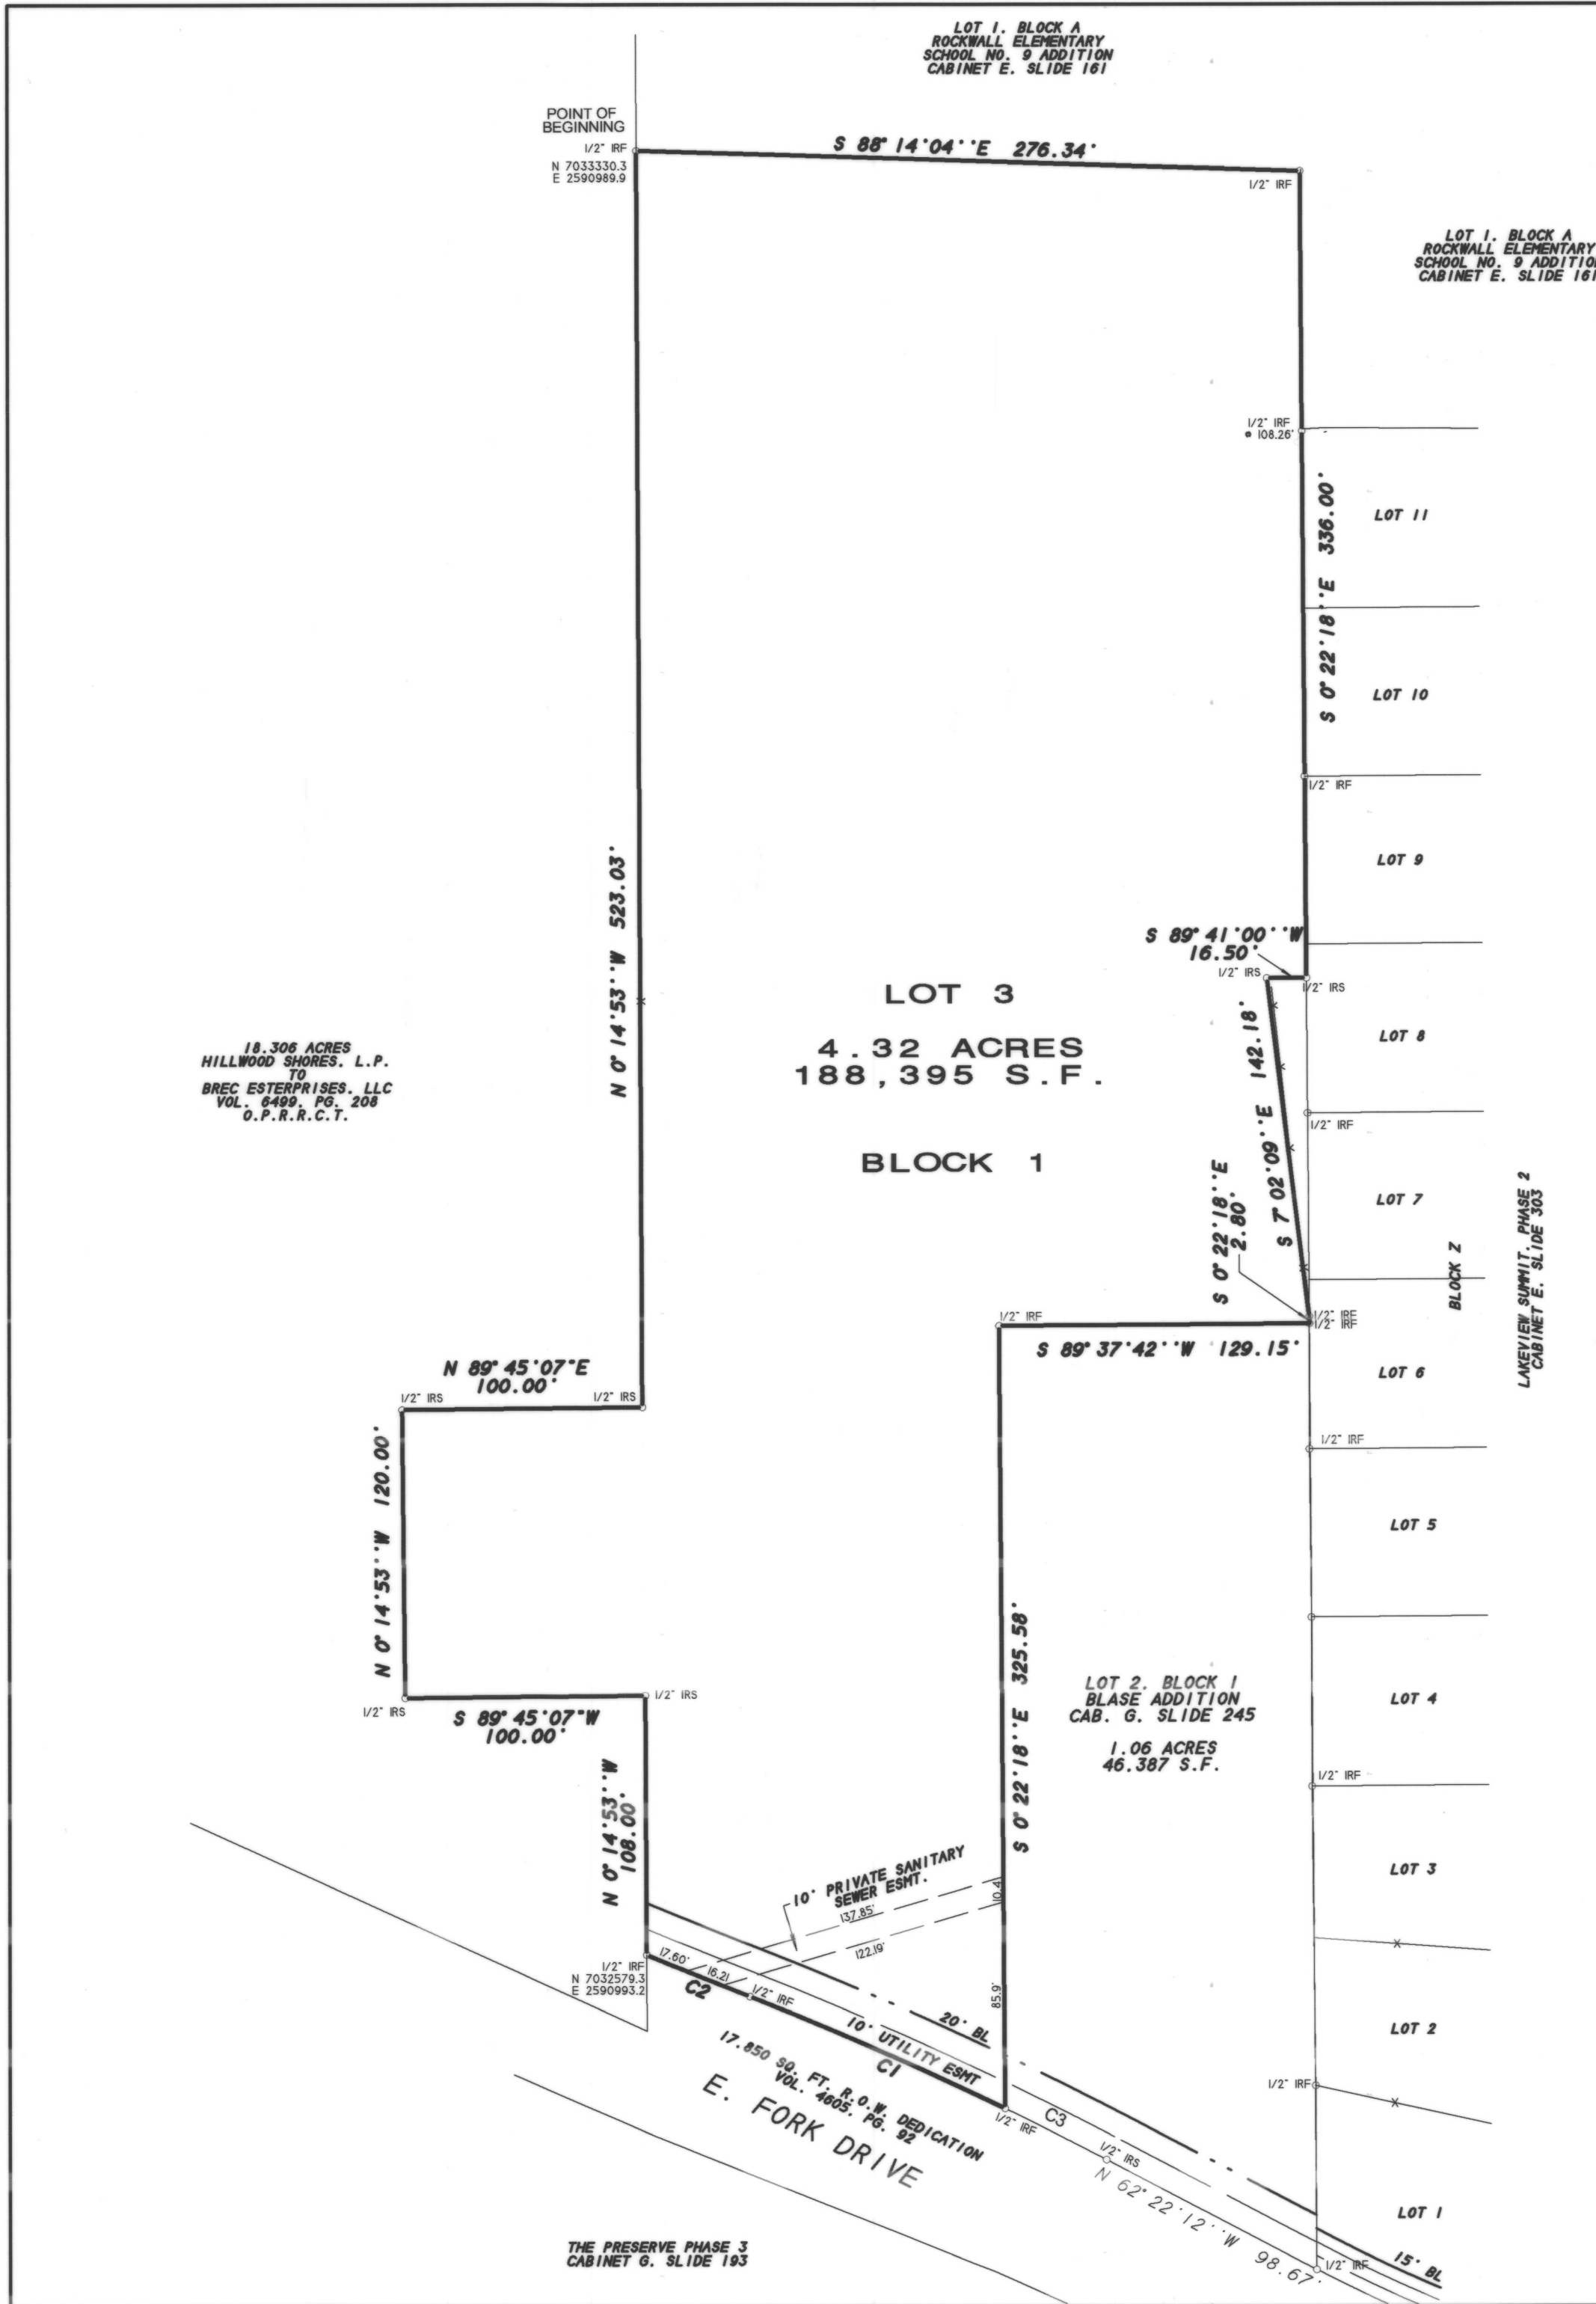 LOT 1. BLOCK A
ROCKWALL ELEMENTARY
SCHOOL NO. 9 ADDITION
CABINET E. SLIDE 161
POINT OF
BEGINNING
1/2" IRF
N 7033330.3
E 2590989.9
S 88° 14'04''E 276.34'
1/2" IRF
LOT 1. BLOCK A
ROCKWALL ELEMENTARY
SCHOOL NO. 9 ADDITIO
CABINET E. SLIDE 161
1/2" IRF
@ 108.26'
S 0° 22'18''E 336.00'
LOT 11
LOT 10
1/2" IRF
LOT 9
N 0° 14'53''W 523.03'
S 89° 41'00''W
16.50'
1/2" IRS
1/2" IRS
LOT 3
4.32 ACRES
188,395 S.F.
BLOCK 1
18.306 ACRES
HILLWOOD SHORES. L.P.
TO
BREC ESTERPRISES. LLC
VOL. 6499. PG. 208
O.P.R.R.C.T.
LOT 8
S 7° 02'09''E 142.18'
1/2" IRF
LOT 7
S 0° 22'18''E
2.80'
BLOCK Z
LAKEVIEW SUMMIT. PHASE 2
CABINET E. SLIDE 303
1/2" IRF
1/2" IRF
1/2" IRF
S 89° 37'42''W 129.15'
LOT 6
N 89° 45'07"E
100.00'
1/2" IRS
1/2" IRS
1/2" IRF
N 0° 14'53''W 120.00'
LOT 5
S 0° 22'18''E 325.58'
1/2" IRS
1/2" IRS
S 89° 45'07"W
100.00'
LOT 2. BLOCK 1
BLASE ADDITION
CAB. G. SLIDE 245
1.06 ACRES
46.387 S.F.
LOT 4
N 0° 14'53''W
108.00'
1/2" IRF
LOT 3
10' PRIVATE SANITARY
SEWER ESMT.
137.85'
10.4
122.19'
17.60'
16.21
1/2" IRF
N 7032579.3
E 2590993.2
C2
1/2" IRF
85.9'
20' BL
10' UTILITY ESMT
C1
LOT 2
1/2" IRF
17.850 SQ. FT. R.O.W. DEDICATION
VOL. 4605. PG. 92
E. FORK DRIVE
1/2" IRF
C3
1/2" IRS
N 62° 22'12''W 98.67'
LOT 1
15' BL
1/2" IRF
THE PRESERVE PHASE 3
CABINET G. SLIDE 193